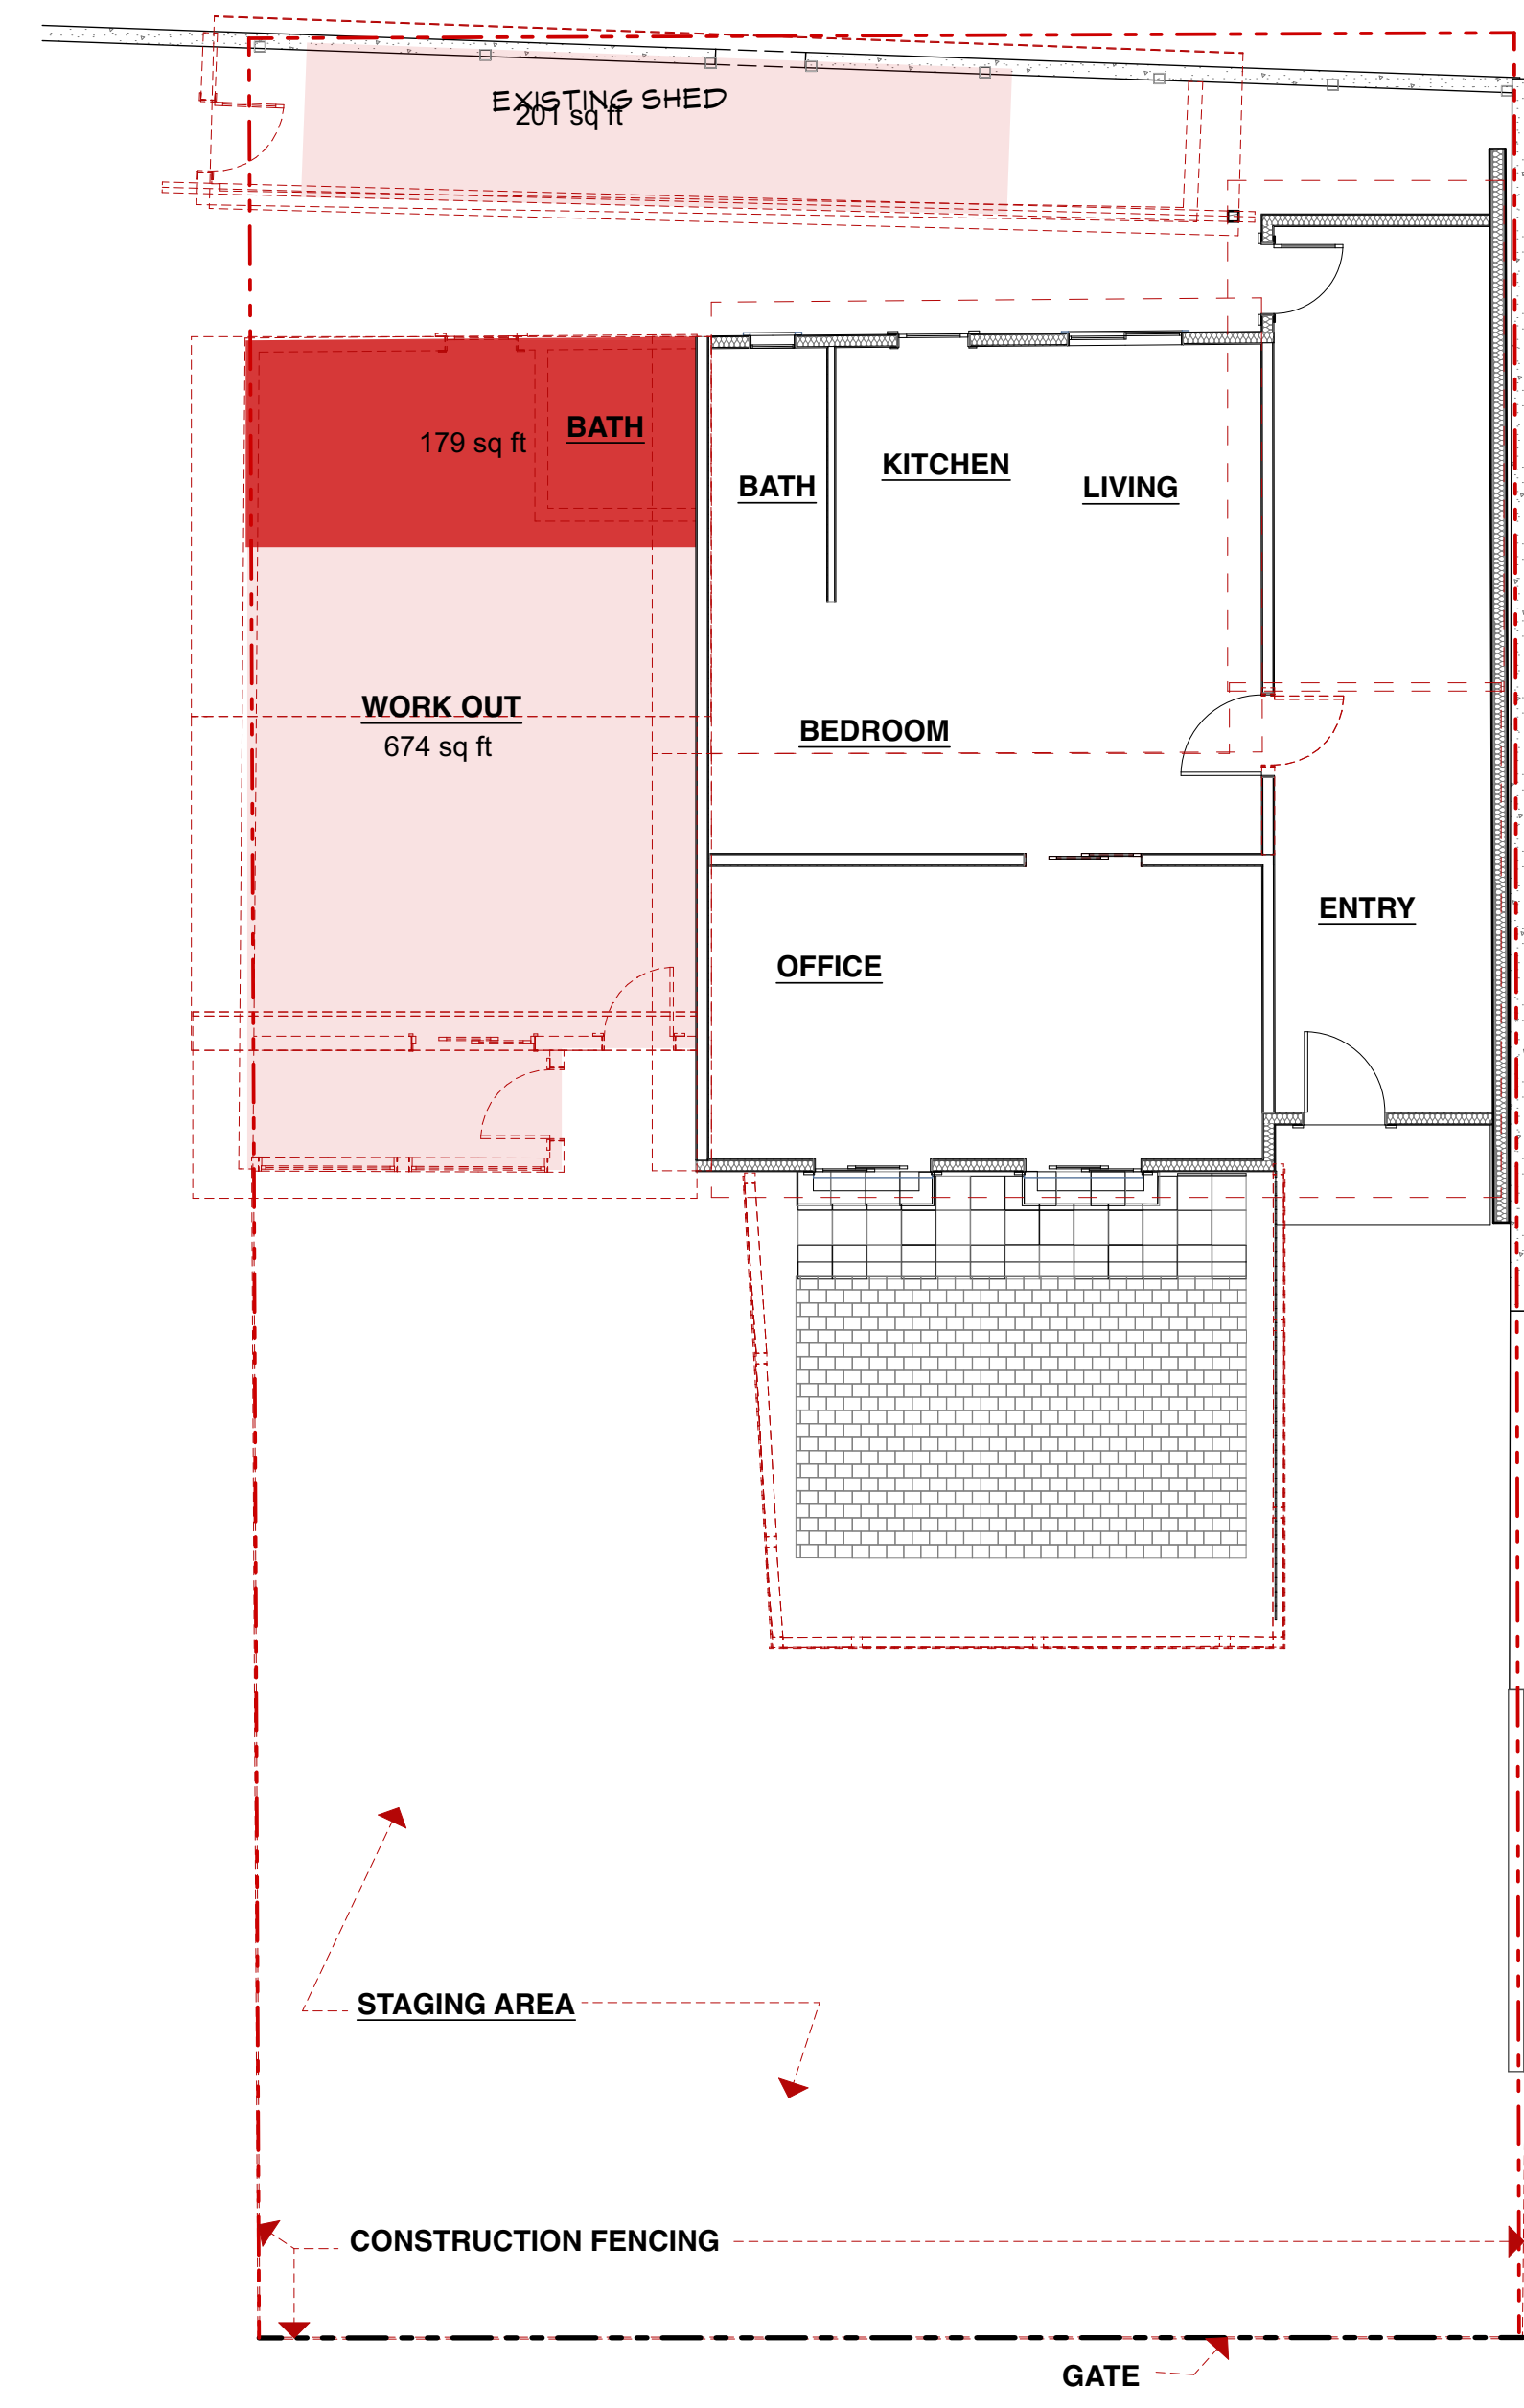 EXISTING SHED
201 sq ft
BATH
179 sq ft
KITCHEN
BATH
LIVING
WORK OUT
BEDROOM
674 sq ft
ENTRY
OFFICE
STAGING AREA
CONSTRUCTION FENCING
GATE